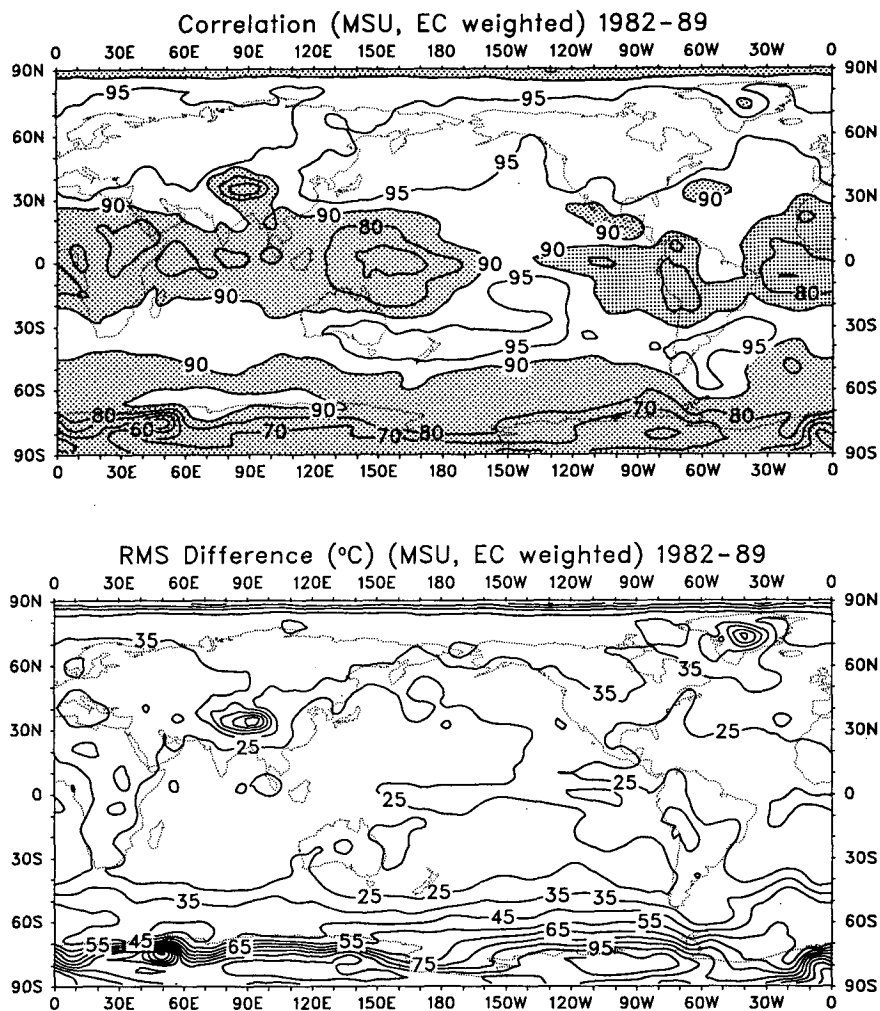 Correlation (MSU, EC weighted) 1982-89
0 30E 60E 90E 120E 150E 180 150W 120W 90W 60W 30W 0
90N 90N
95 95
60N 60N
95 95
30N 30N
90 90 80 90 90
0 90 90 0
95 80
90 90
30S 30S
95 95
90 90
60S 60S
80 90 70 80
60 70 70 80
90S 90S
0 30E 60E 90E 120E 150E 180 150W 120W 90W 60W 30W 0
RMS Difference (°C) (MSU, EC weighted) 1982-89
0 30E 60E 90E 120E 150E 180 150W 120W 90W 60W 30W 0
90N 90N
35
60N 35 60N
35
30N 25 30N
25
25
0 25 0
30S 30S
35 25 25 35 35
45 55
60S 60S
55 45 65 55 65
75 95
90S 90S
0 30E 60E 90E 120E 150E 180 150W 120W 90W 60W 30W 0